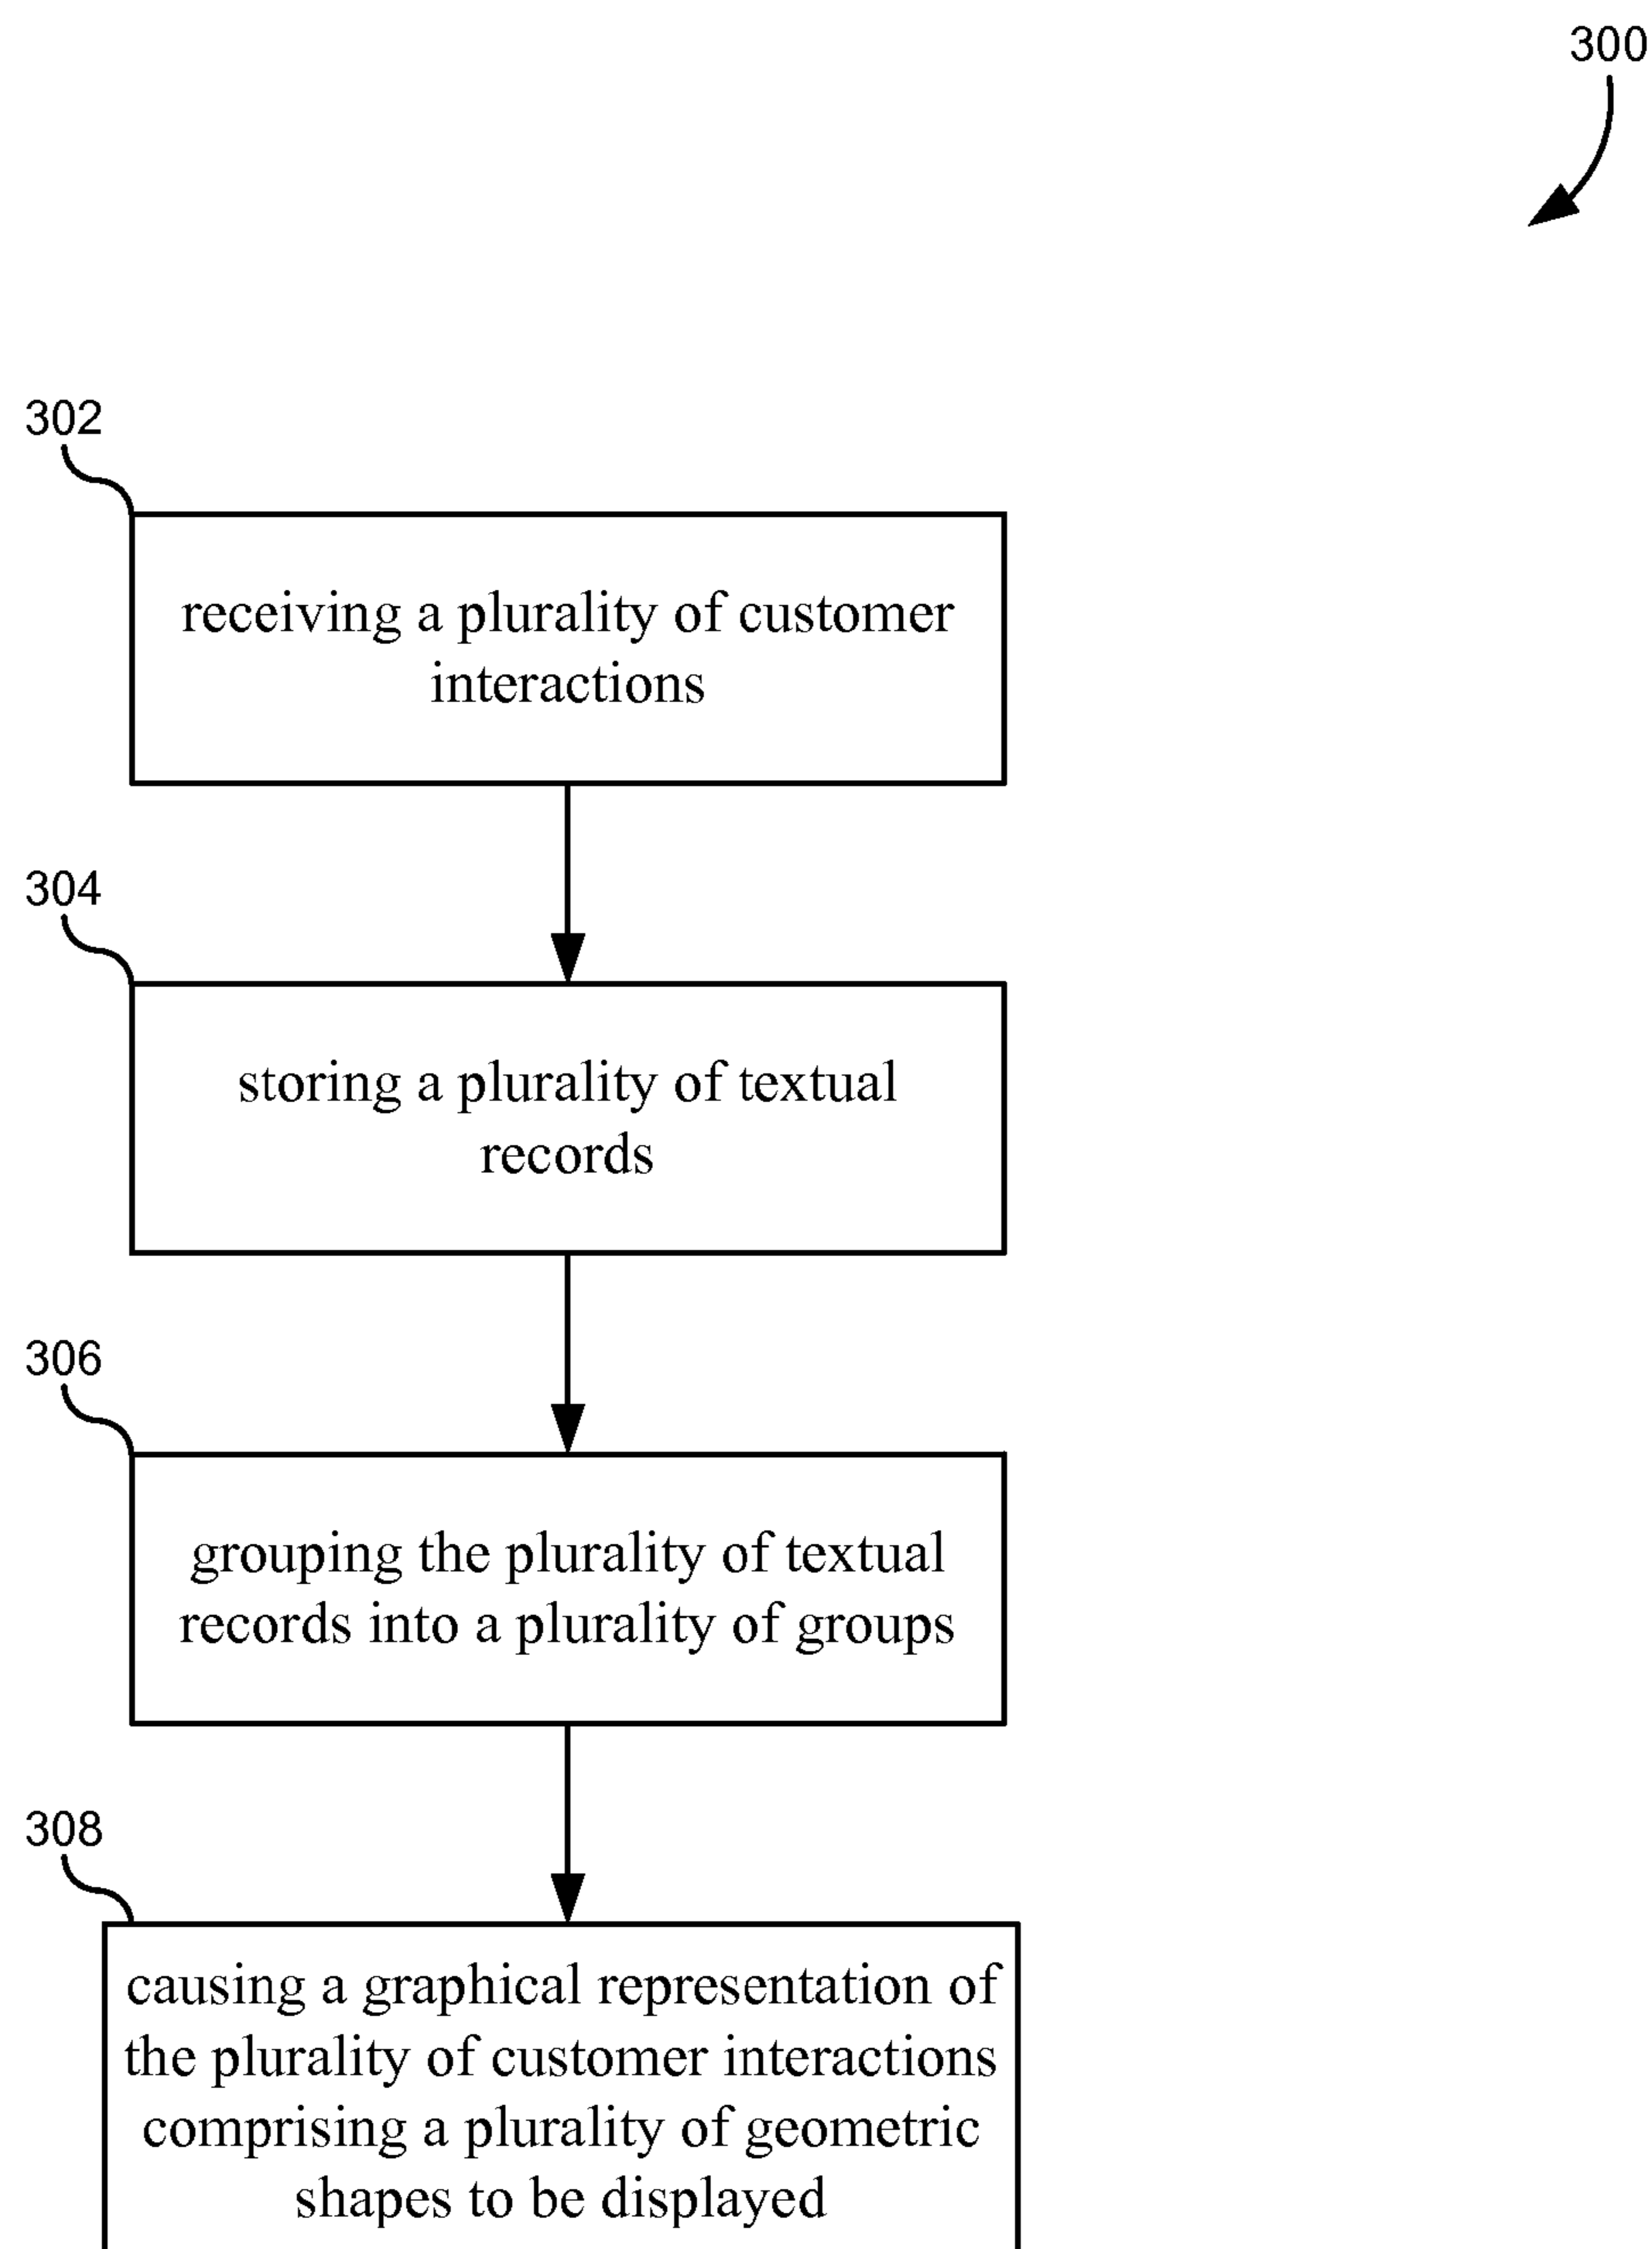 300
302
receiving a plurality of customer
interactions
304
storing a plurality of textual
records
306
grouping the plurality of textual
records into a plurality of groups
308
causing a graphical representation of
the plurality of customer interactions
comprising a plurality of geometric
shapes to be displayed